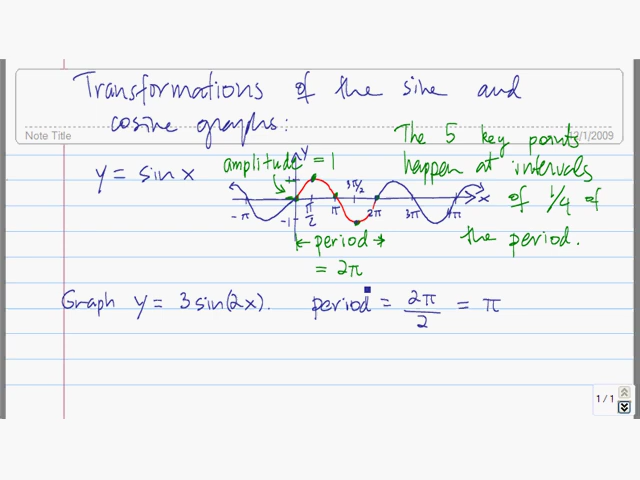 Transformations of the sine and
cosine graphs:
Note Title
12/1/2009
The 5 key points
happen at intervals
of 1/4 of
the period.
y = sin x
amplitude = 1
y
1
-1
-π
π/2
π
3π/2
2π
3π
4π
x
period
= 2π
Graph y = 3 sin(2x). period = 2π/2 = π
1 / 1